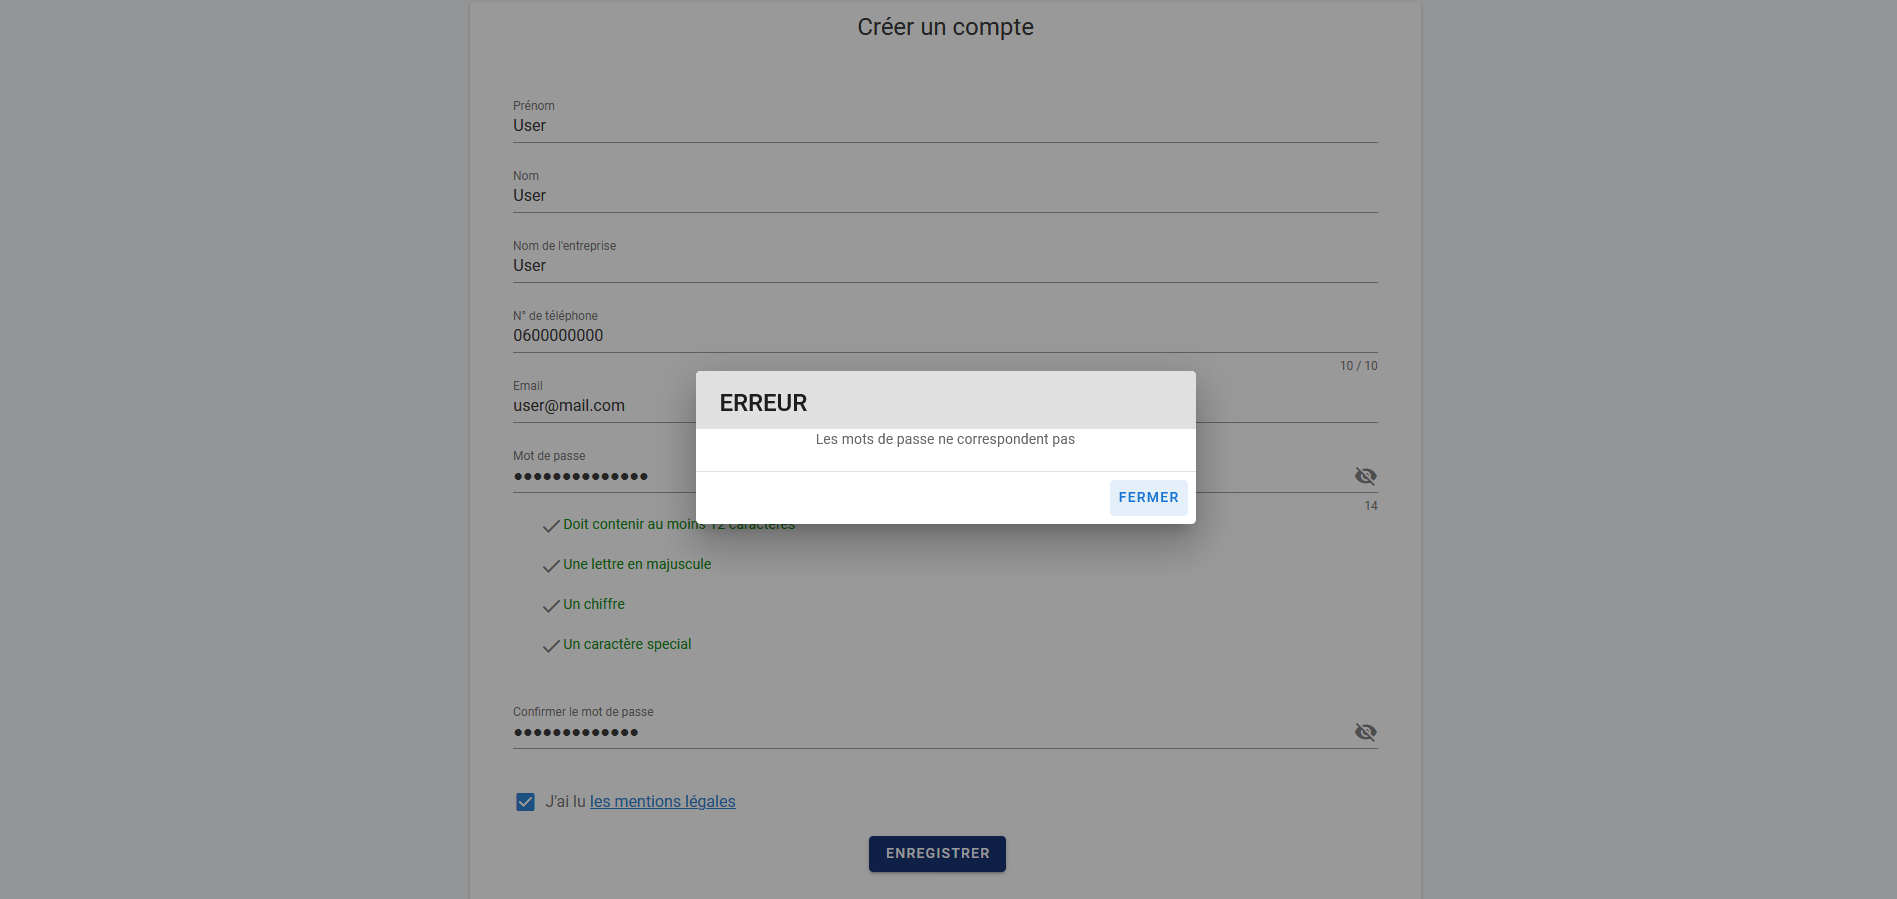 Créer un compte
Prénom
User
Nom
User
Nom de l'entreprise
User
N° de téléphone
0600000000
10 / 10
Email
user@mail.com
ERREUR
Les mots de passe ne correspondent pas
FERMER
Mot de passe
●●●●●●●●●●●●●●
14
Doit contenir au moins 12 caractères
Une lettre en majuscule
Un chiffre
Un caractère special
Confirmer le mot de passe
●●●●●●●●●●●●●
J'ai lu les mentions légales
ENREGISTRER